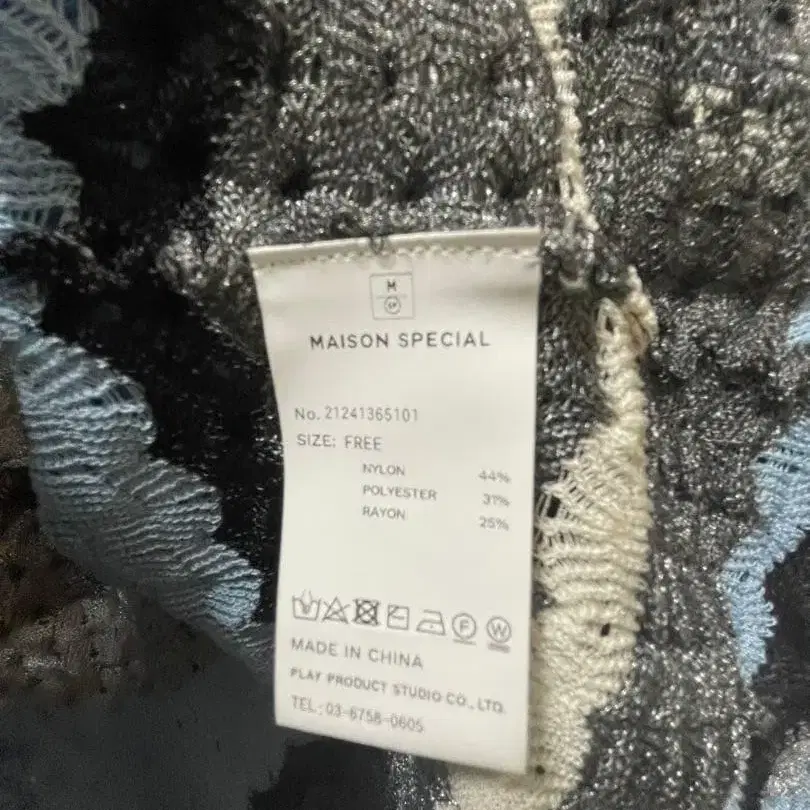 M
SP
MAISON SPECIAL
No. 21241365101
SIZE: FREE
NYLON 44%
POLYESTER 31%
RAYON 25%
F W
MADE IN CHINA
PLAY PRODUCT STUDIO CO., LTD.
TEL: 03-6758-0605